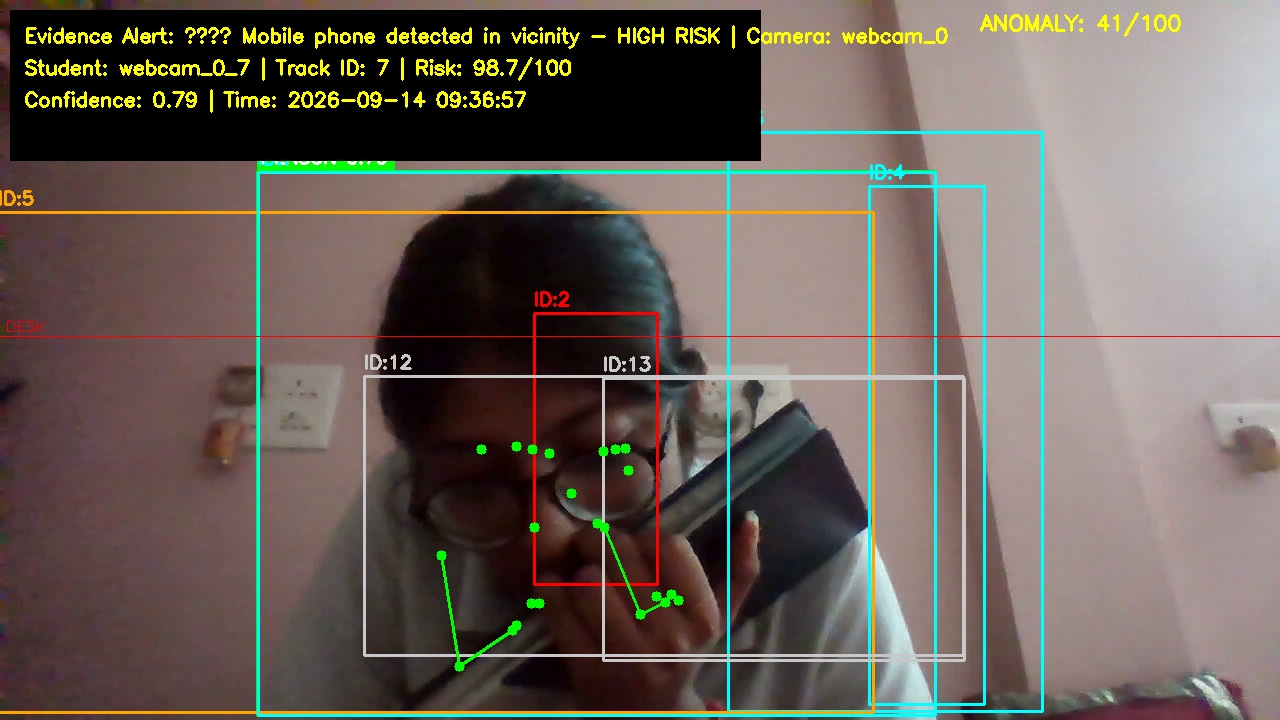 Evidence Alert: ???? Mobile phone detected in vicinity - HIGH RISK | Camera: webcam_0
ANOMALY: 41/100
Student: webcam_0_7 | Track ID: 7 | Risk: 98.7/100
Confidence: 0.79 | Time: 2026-09-14 09:36:57
ID:4
ID:5
ID:2
DESK
ID:12
ID:13